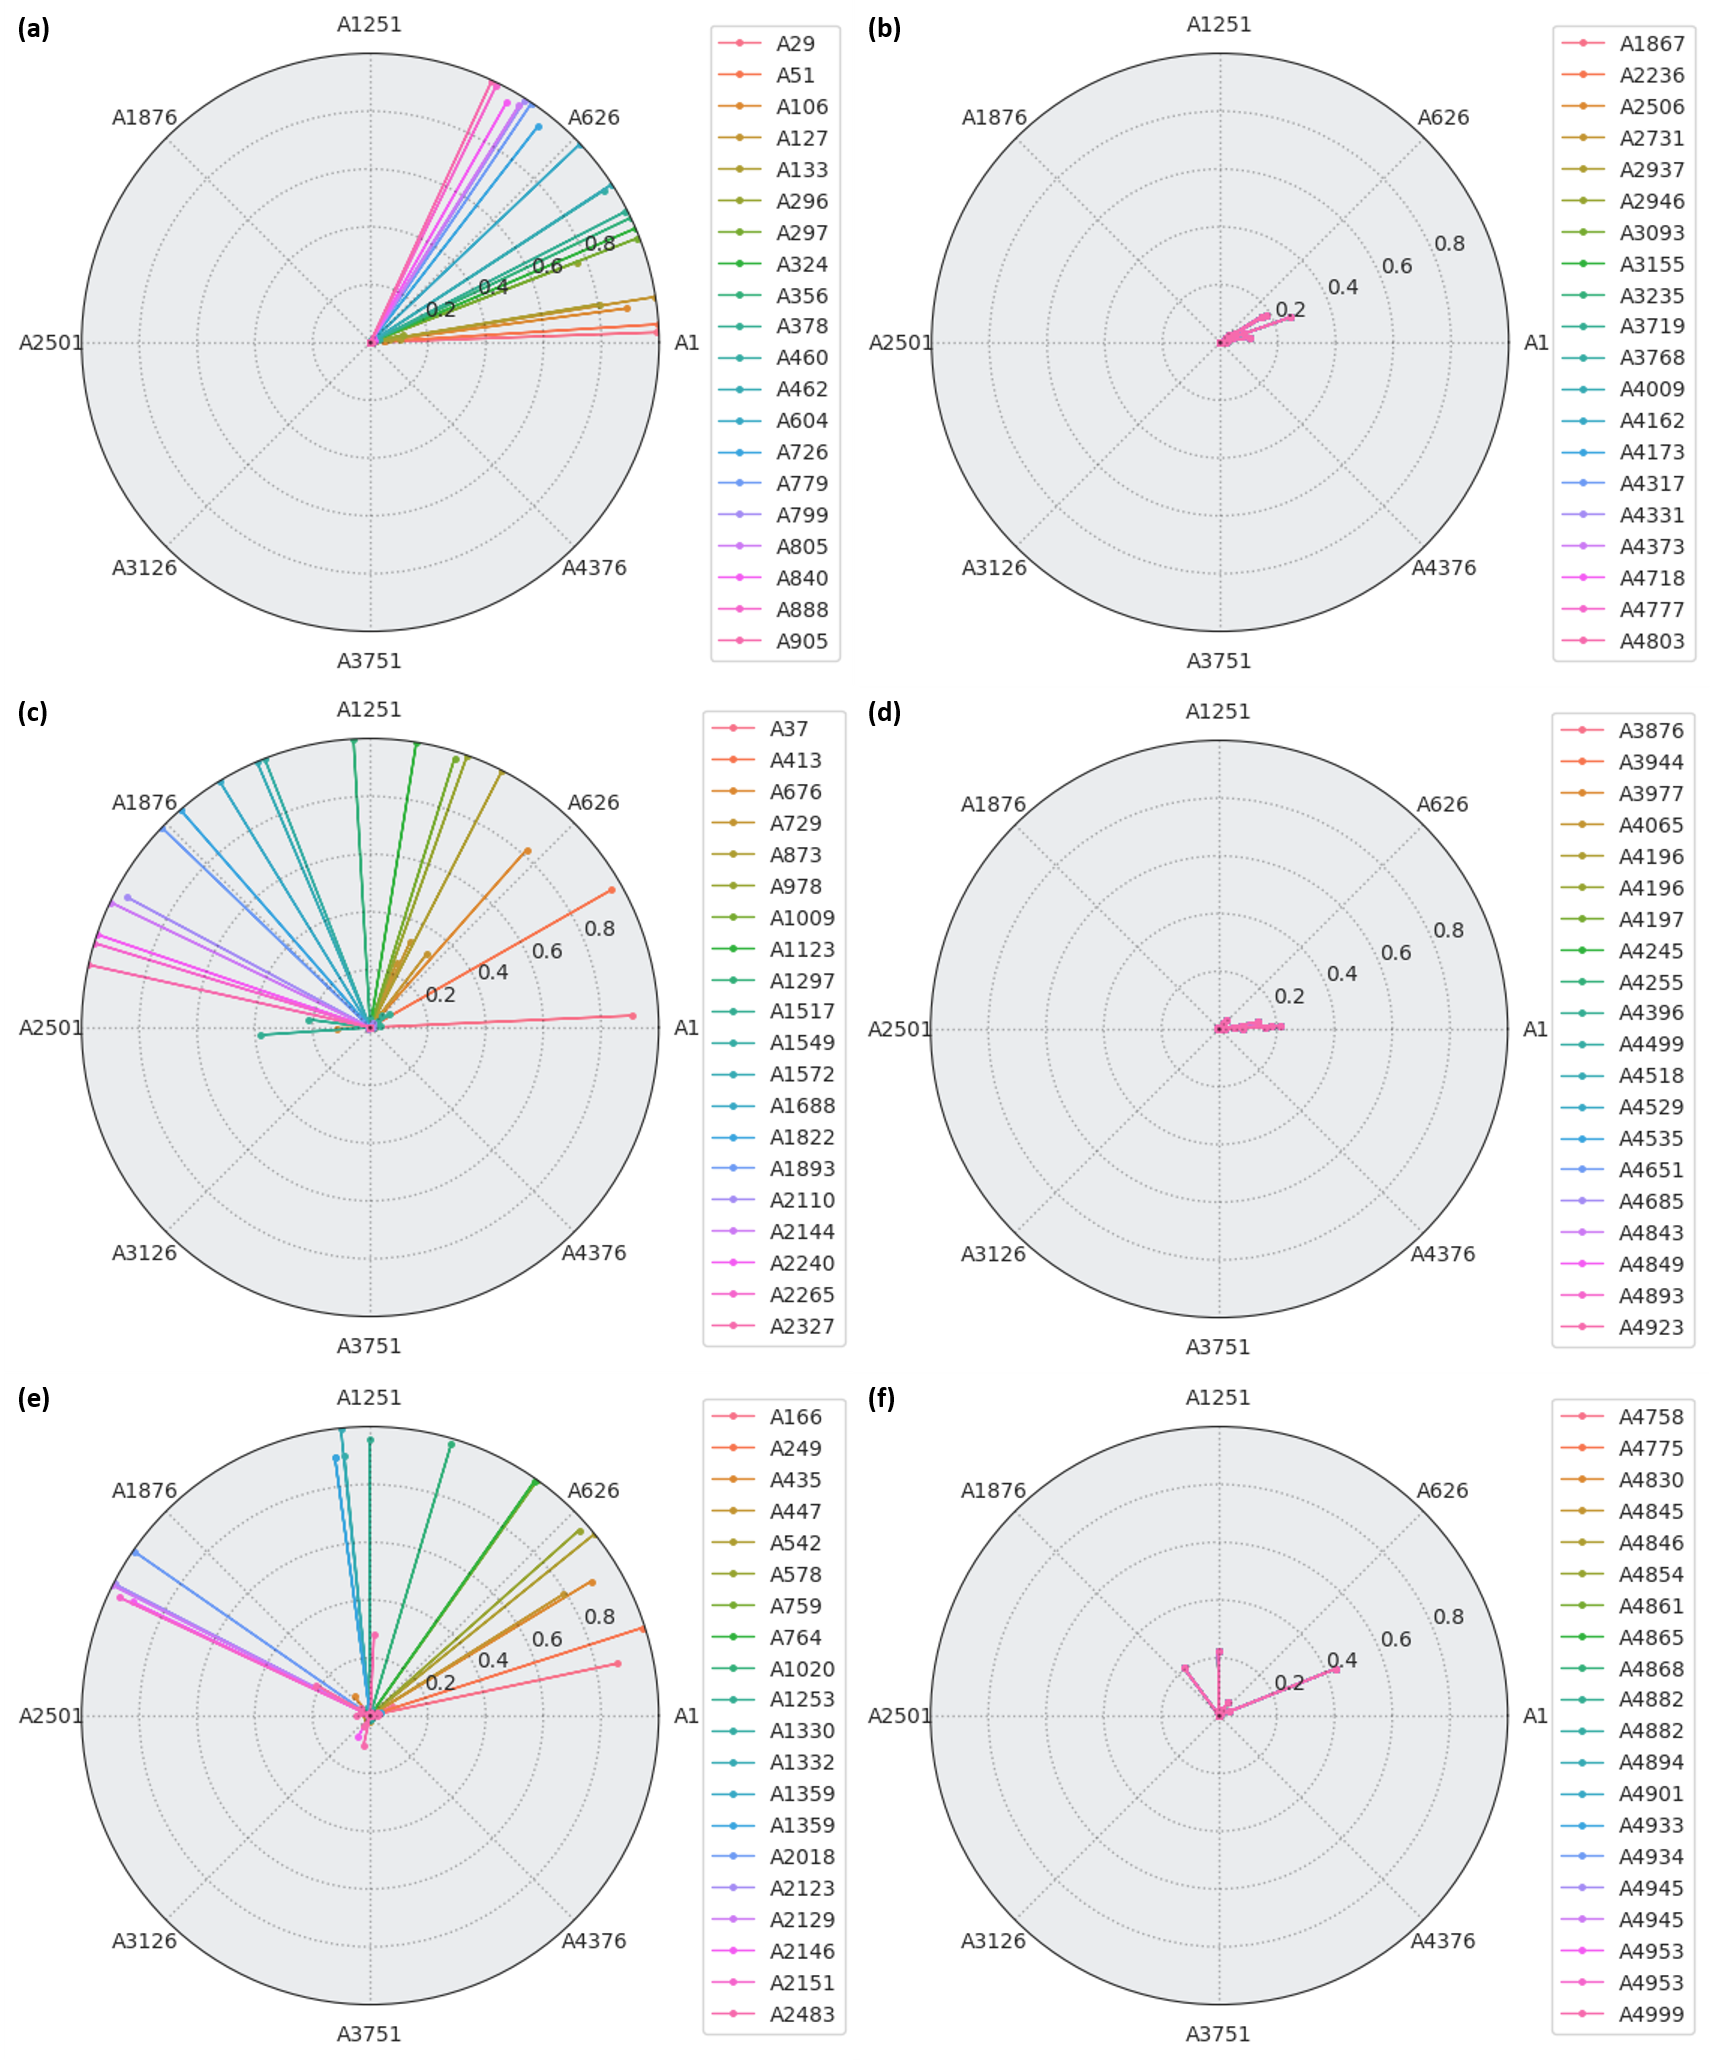 (a)
A1251
A626
A1
A4376
A3751
A3126
A2501
A1876
0.2
0.4
0.6
0.8
A29
A51
A106
A127
A133
A296
A297
A324
A356
A378
A460
A462
A604
A726
A779
A799
A805
A840
A888
A905
(b)
A1251
A626
A1
A4376
A3751
A3126
A2501
A1876
0.2
0.4
0.6
0.8
A1867
A2236
A2506
A2731
A2937
A2946
A3093
A3155
A3235
A3719
A3768
A4009
A4162
A4173
A4317
A4331
A4373
A4718
A4777
A4803
(c)
A1251
A626
A1
A4376
A3751
A3126
A2501
A1876
0.2
0.4
0.6
0.8
A37
A413
A676
A729
A873
A978
A1009
A1123
A1297
A1517
A1549
A1572
A1688
A1822
A1893
A2110
A2144
A2240
A2265
A2327
(d)
A1251
A626
A1
A4376
A3751
A3126
A2501
A1876
0.2
0.4
0.6
0.8
A3876
A3944
A3977
A4065
A4196
A4196
A4197
A4245
A4255
A4396
A4499
A4518
A4529
A4535
A4651
A4685
A4843
A4849
A4893
A4923
(e)
A1251
A626
A1
A4376
A3751
A3126
A2501
A1876
0.2
0.4
0.6
0.8
A166
A249
A435
A447
A542
A578
A759
A764
A1020
A1253
A1330
A1332
A1359
A1359
A2018
A2123
A2129
A2146
A2151
A2483
(f)
A1251
A626
A1
A4376
A3751
A3126
A2501
A1876
0.2
0.4
0.6
0.8
A4758
A4775
A4830
A4845
A4846
A4854
A4861
A4865
A4868
A4882
A4882
A4894
A4901
A4933
A4934
A4945
A4945
A4953
A4953
A4999